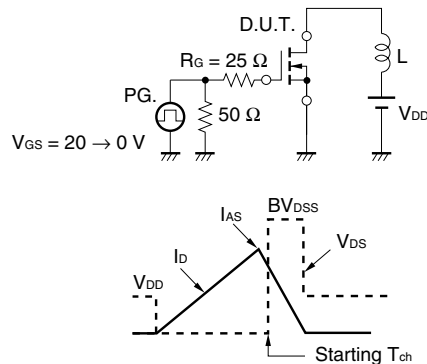 D.U.T.
RG = 25 Ω
L
PG.
50 Ω
VDD
VGS = 20 → 0 V
BVDSS
IAS
ID
VDS
VDD
Starting Tch